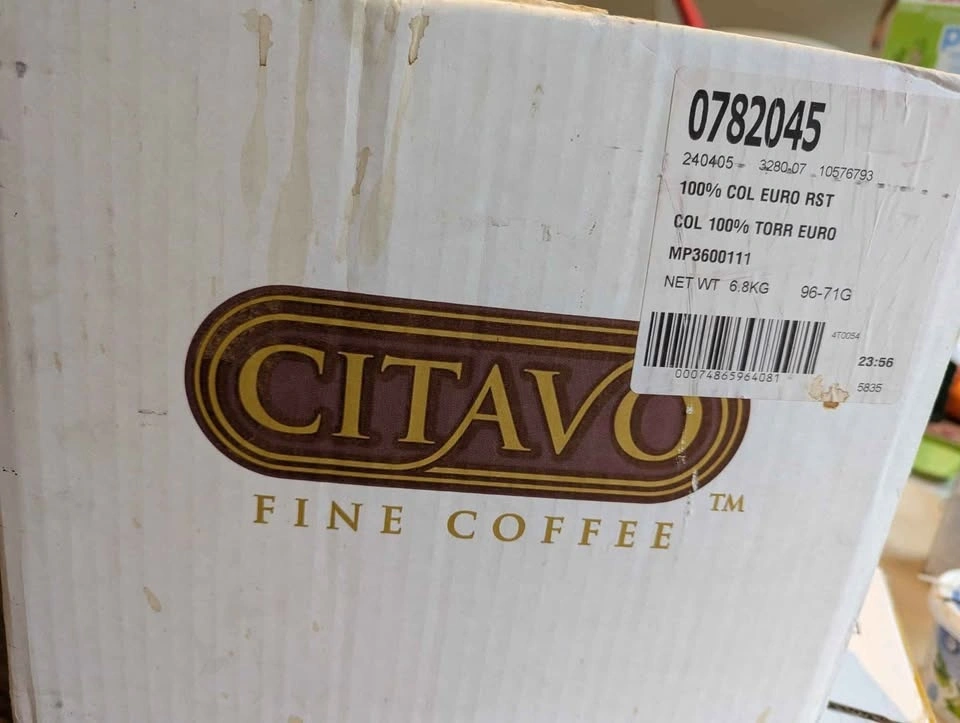 0782045
240405 3280.07 10576793
100% COL EURO RST
COL 100% TORR EURO
MP3600111
NET WT 6.8KG 96-71G
4T0054
00074865964081
23:56
5835
CITAVO
TM
FINE COFFEE